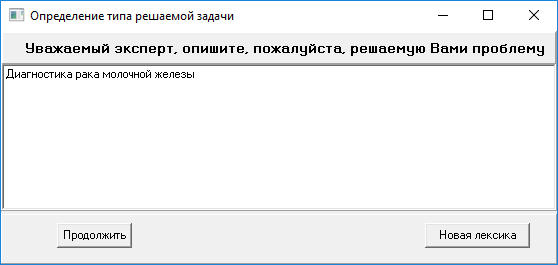 Определение типа решаемой задачи
Уважаемый эксперт, опишите, пожалуйста, решаемую Вами проблему
Диагностика рака молочной железы
Продолжить
Новая лексика